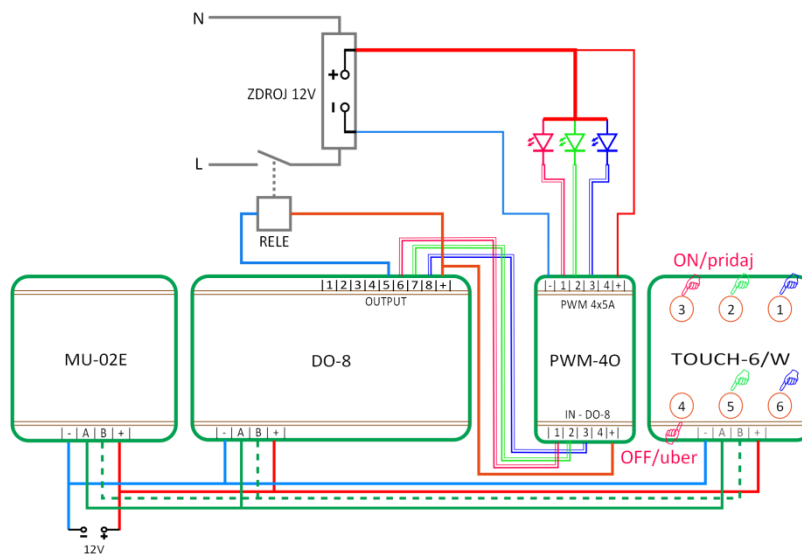 N
ZDROJ 12V
+
-
L
RELE
ON/pridaj
|1|2|3|4|5|6|7|8|+|
OUTPUT
|-|1|2|3|4|+|
PWM 4x5A
3
2
1
MU-02E
DO-8
PWM-4O
TOUCH-6/W
4
5
6
IN - DO-8
|1|2|3|4|+|
OFF/uber
|-|A|B|+|
|-|A|B|+|
|-|A|B|+|
- +
12V